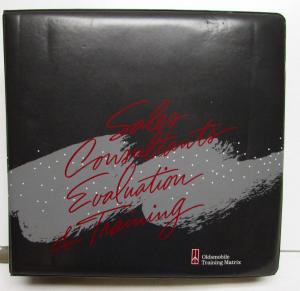 Sales
Consultants
Evaluation
& Training
Oldsmobile
Training Matrix